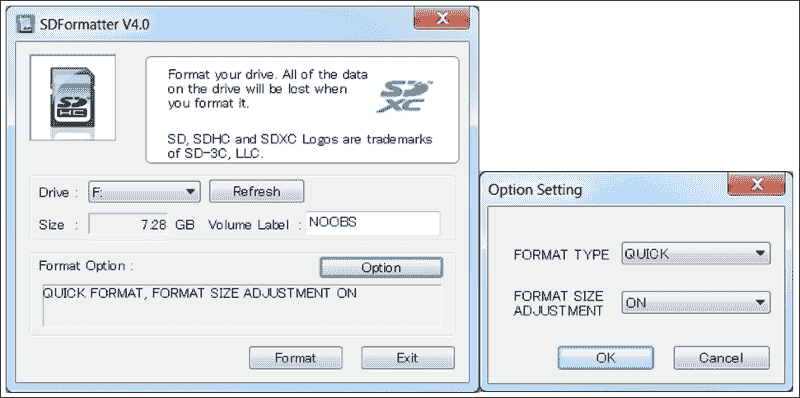 SDFormatter V4.0
Format your drive. All of the data
on the drive will be lost when
you format it.
SD, SDHC and SDXC Logos are trademarks
of SD-3C, LLC.
SD
HC
SD
XC™
Drive : F: Refresh
Size : 7.28 GB Volume Label : NOOBS
Format Option : Option
QUICK FORMAT, FORMAT SIZE ADJUSTMENT ON
Format Exit
Option Setting
FORMAT TYPE QUICK
FORMAT SIZE
ADJUSTMENT ON
OK Cancel